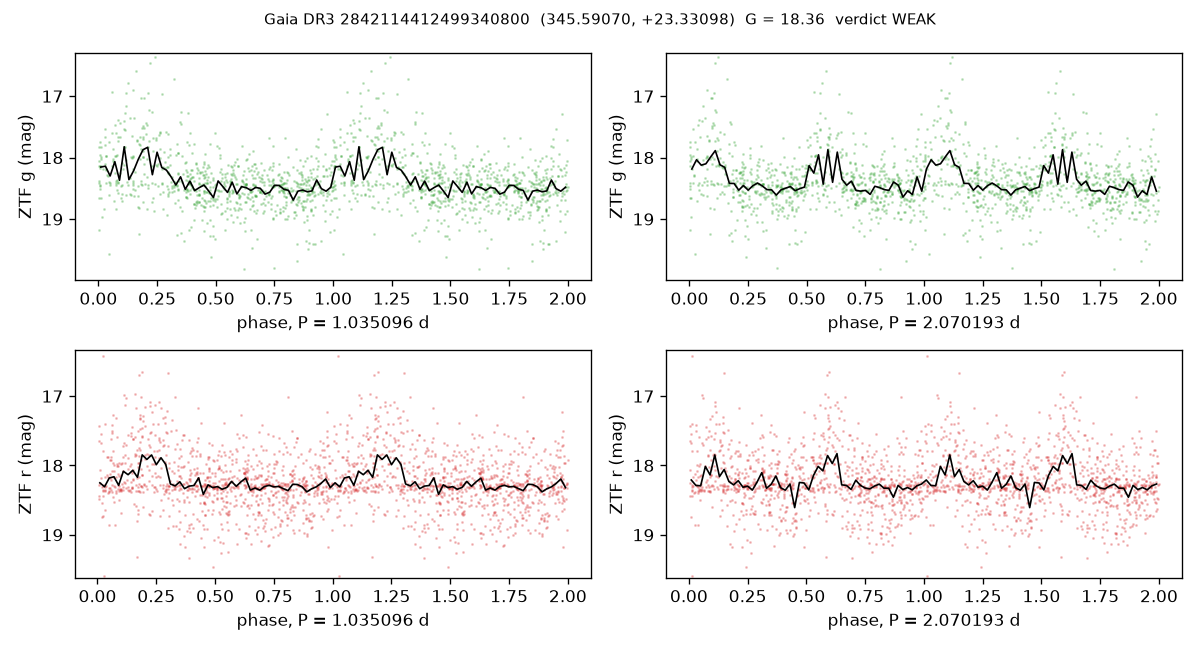 Gaia DR3 2842114412499340800 (345.59070, +23.33098) G = 18.36 verdict WEAK
ZTF g (mag)
17
18
19
0.00 0.25 0.50 0.75 1.00 1.25 1.50 1.75 2.00
phase, P = 1.035096 d
ZTF g (mag)
17
18
19
0.00 0.25 0.50 0.75 1.00 1.25 1.50 1.75 2.00
phase, P = 2.070193 d
ZTF r (mag)
17
18
19
0.00 0.25 0.50 0.75 1.00 1.25 1.50 1.75 2.00
phase, P = 1.035096 d
ZTF r (mag)
17
18
19
0.00 0.25 0.50 0.75 1.00 1.25 1.50 1.75 2.00
phase, P = 2.070193 d